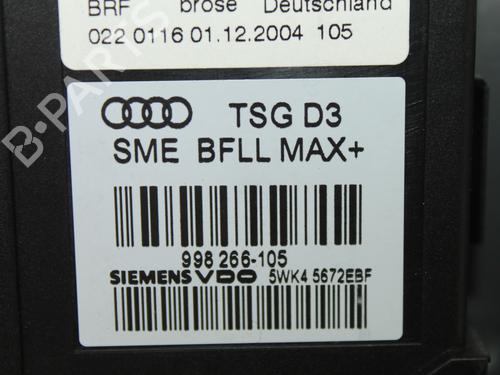 BRF brose Deutschland
022 0116 01.12.2004 105
TSG D3
SME BFLL MAX+
998 266-105
SIEMENS VDO 5WK4 5672EBF
B-PARTS